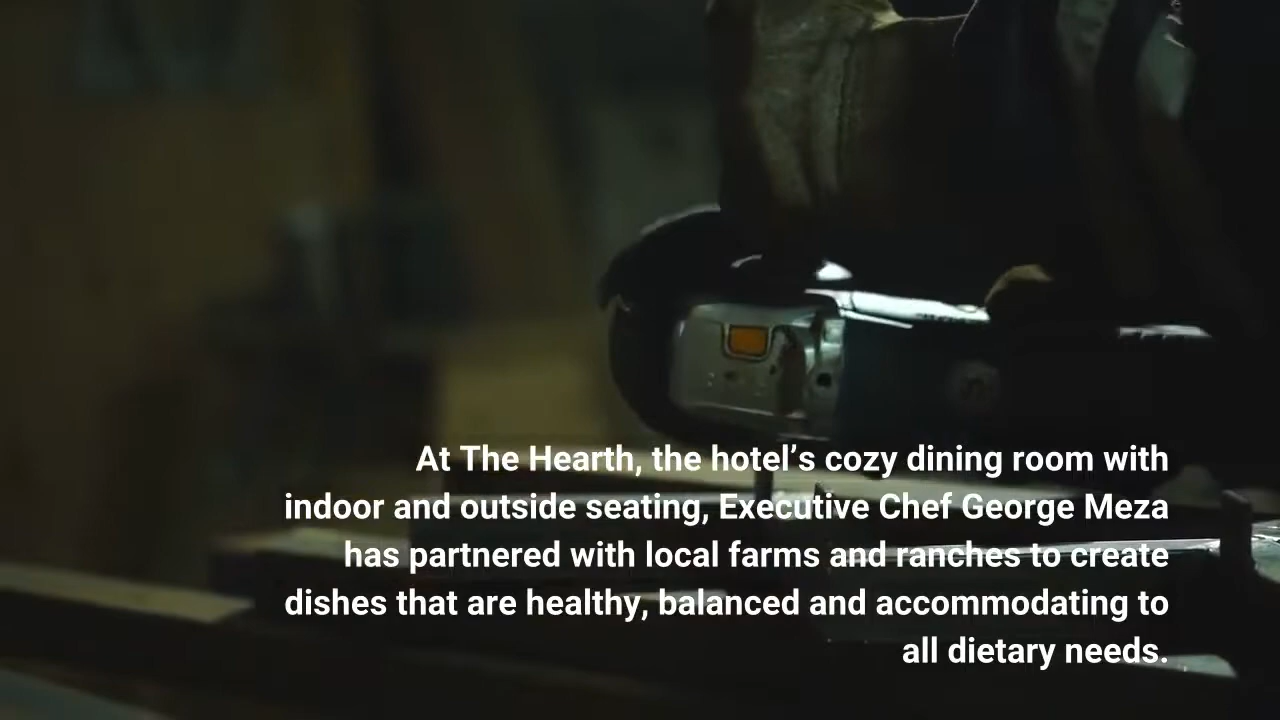 At The Hearth, the hotel’s cozy dining room with
indoor and outside seating, Executive Chef George Meza
has partnered with local farms and ranches to create
dishes that are healthy, balanced and accommodating to
all dietary needs.